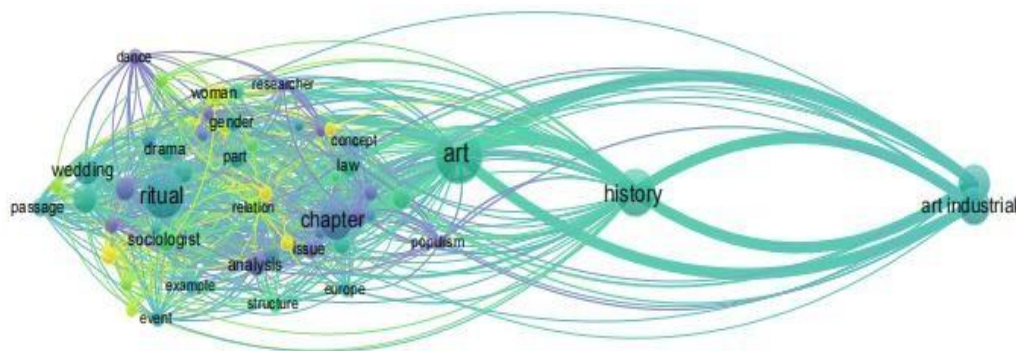 dance
researcher
woman
gender
concept
drama
part
law
art
wedding
ritual
history
passage
relation
chapter
art industrial
sociologist
issue
populism
analysis
example
europe
structure
event